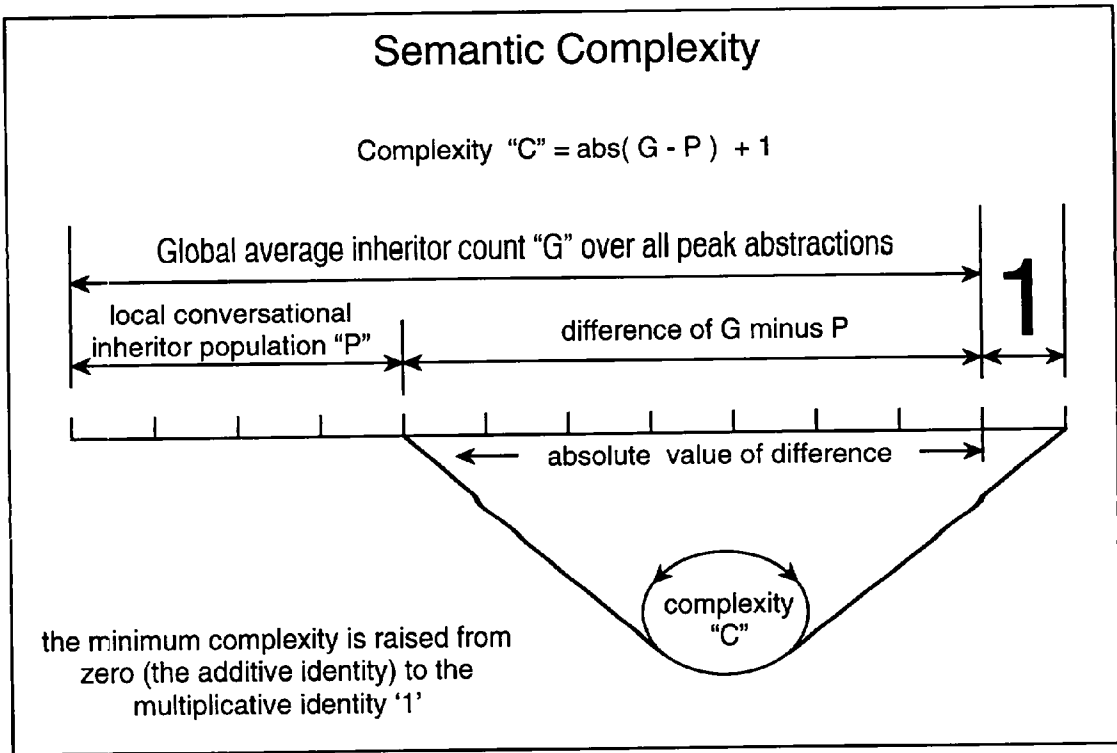 Semantic Complexity
Complexity “C” = abs( G - P ) + 1
Global average inheritor count “G” over all peak abstractions
1
local conversational
inheritor population “P”
difference of G minus P
absolute value of difference
complexity
“C”
the minimum complexity is raised from
zero (the additive identity) to the
multiplicative identity ‘1’